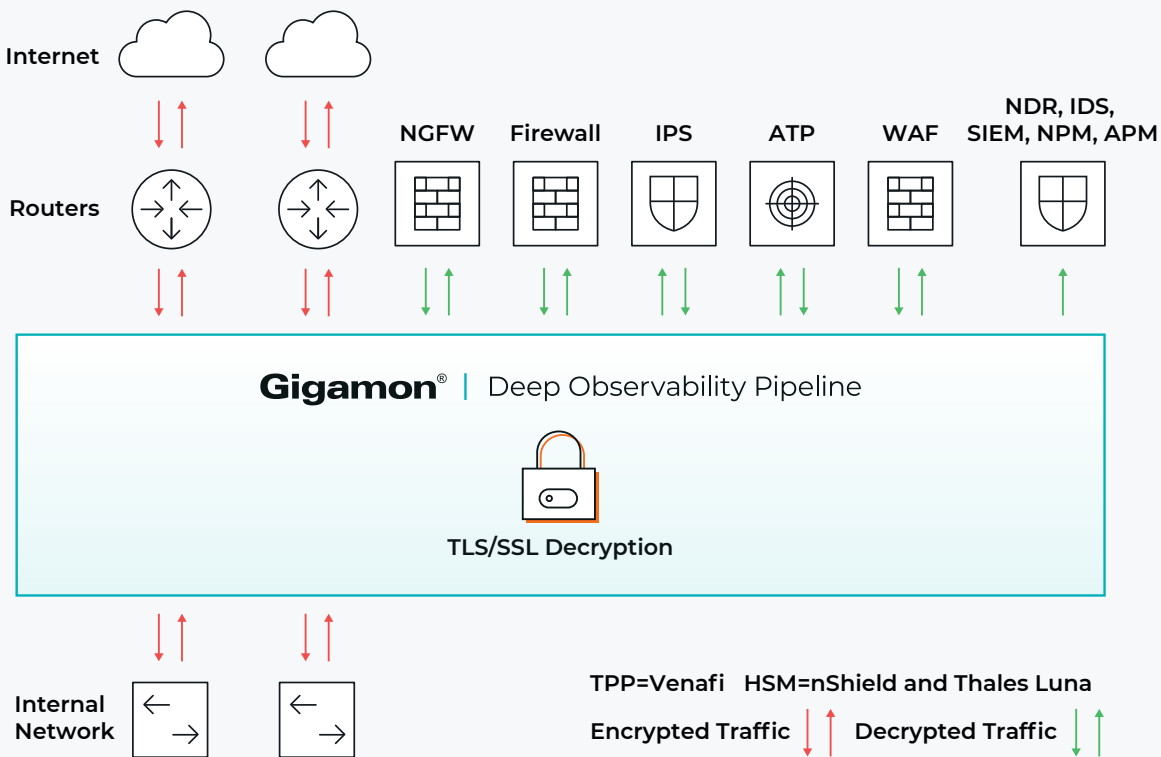 Internet
NDR, IDS,
SIEM, NPM, APM
NGFW
Firewall
IPS
ATP
WAF
Routers
Gigamon® | Deep Observability Pipeline
TLS/SSL Decryption
Internal
Network
TPP=Venafi HSM=nShield and Thales Luna
Encrypted Traffic
Decrypted Traffic